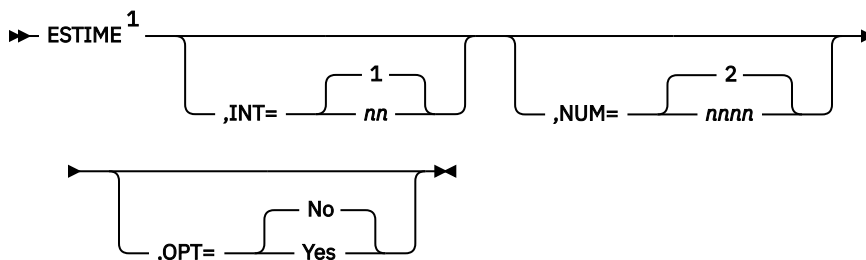 ESTIME 1
1
,INT= nn
2
,NUM= nnnn
No
,OPT= Yes